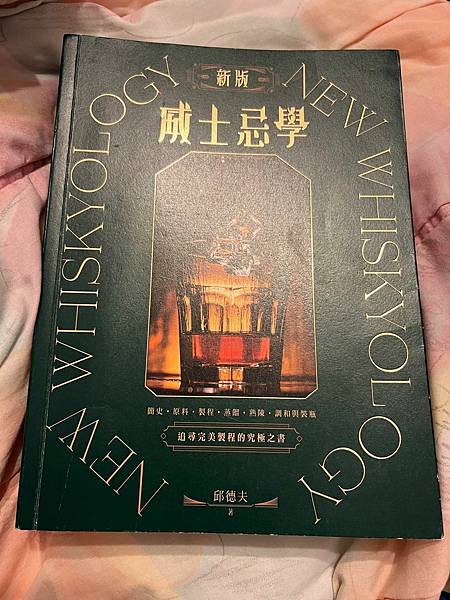 新版
威士忌學
NEW WHISKYOLOGY
NEW WHISKYOLOGY
簡史・原料・製程・蒸餾・熟陳・調和與裝瓶
追尋完美製程的究極之書
邱德夫
著